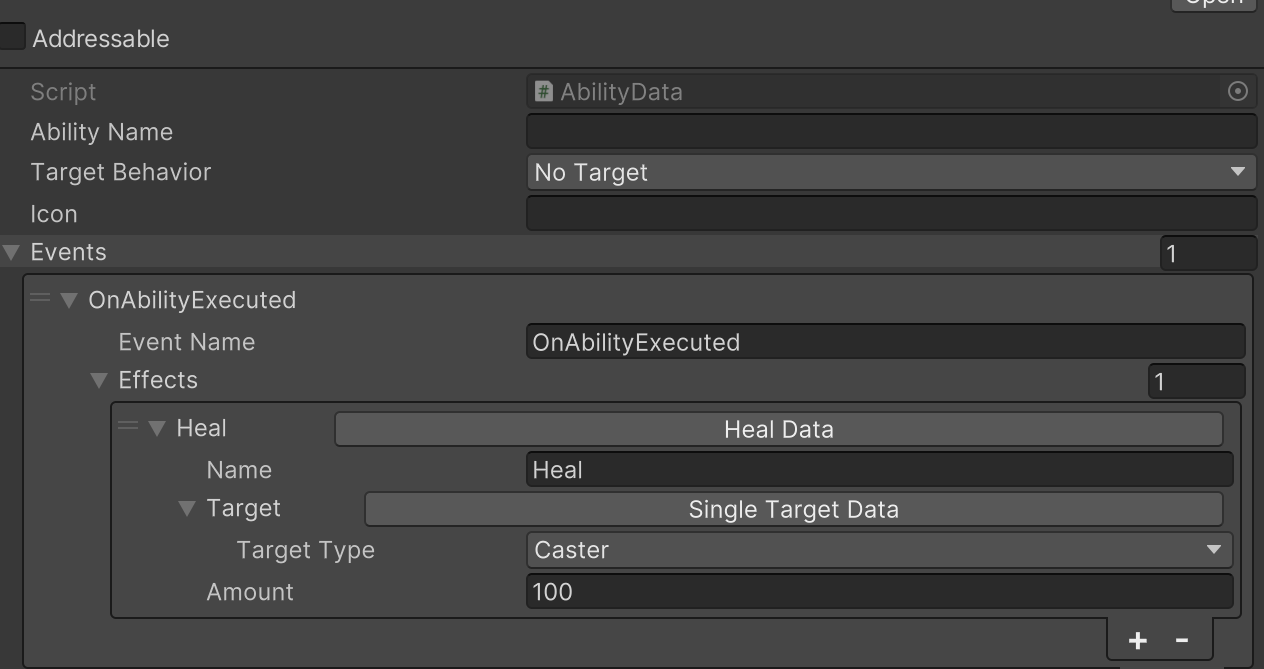 Open
Addressable
Script # AbilityData
Ability Name
Target Behavior No Target
Icon
Events 1
OnAbilityExecuted
Event Name OnAbilityExecuted
Effects 1
Heal Heal Data
Name Heal
Target Single Target Data
Target Type Caster
Amount 100
+ -